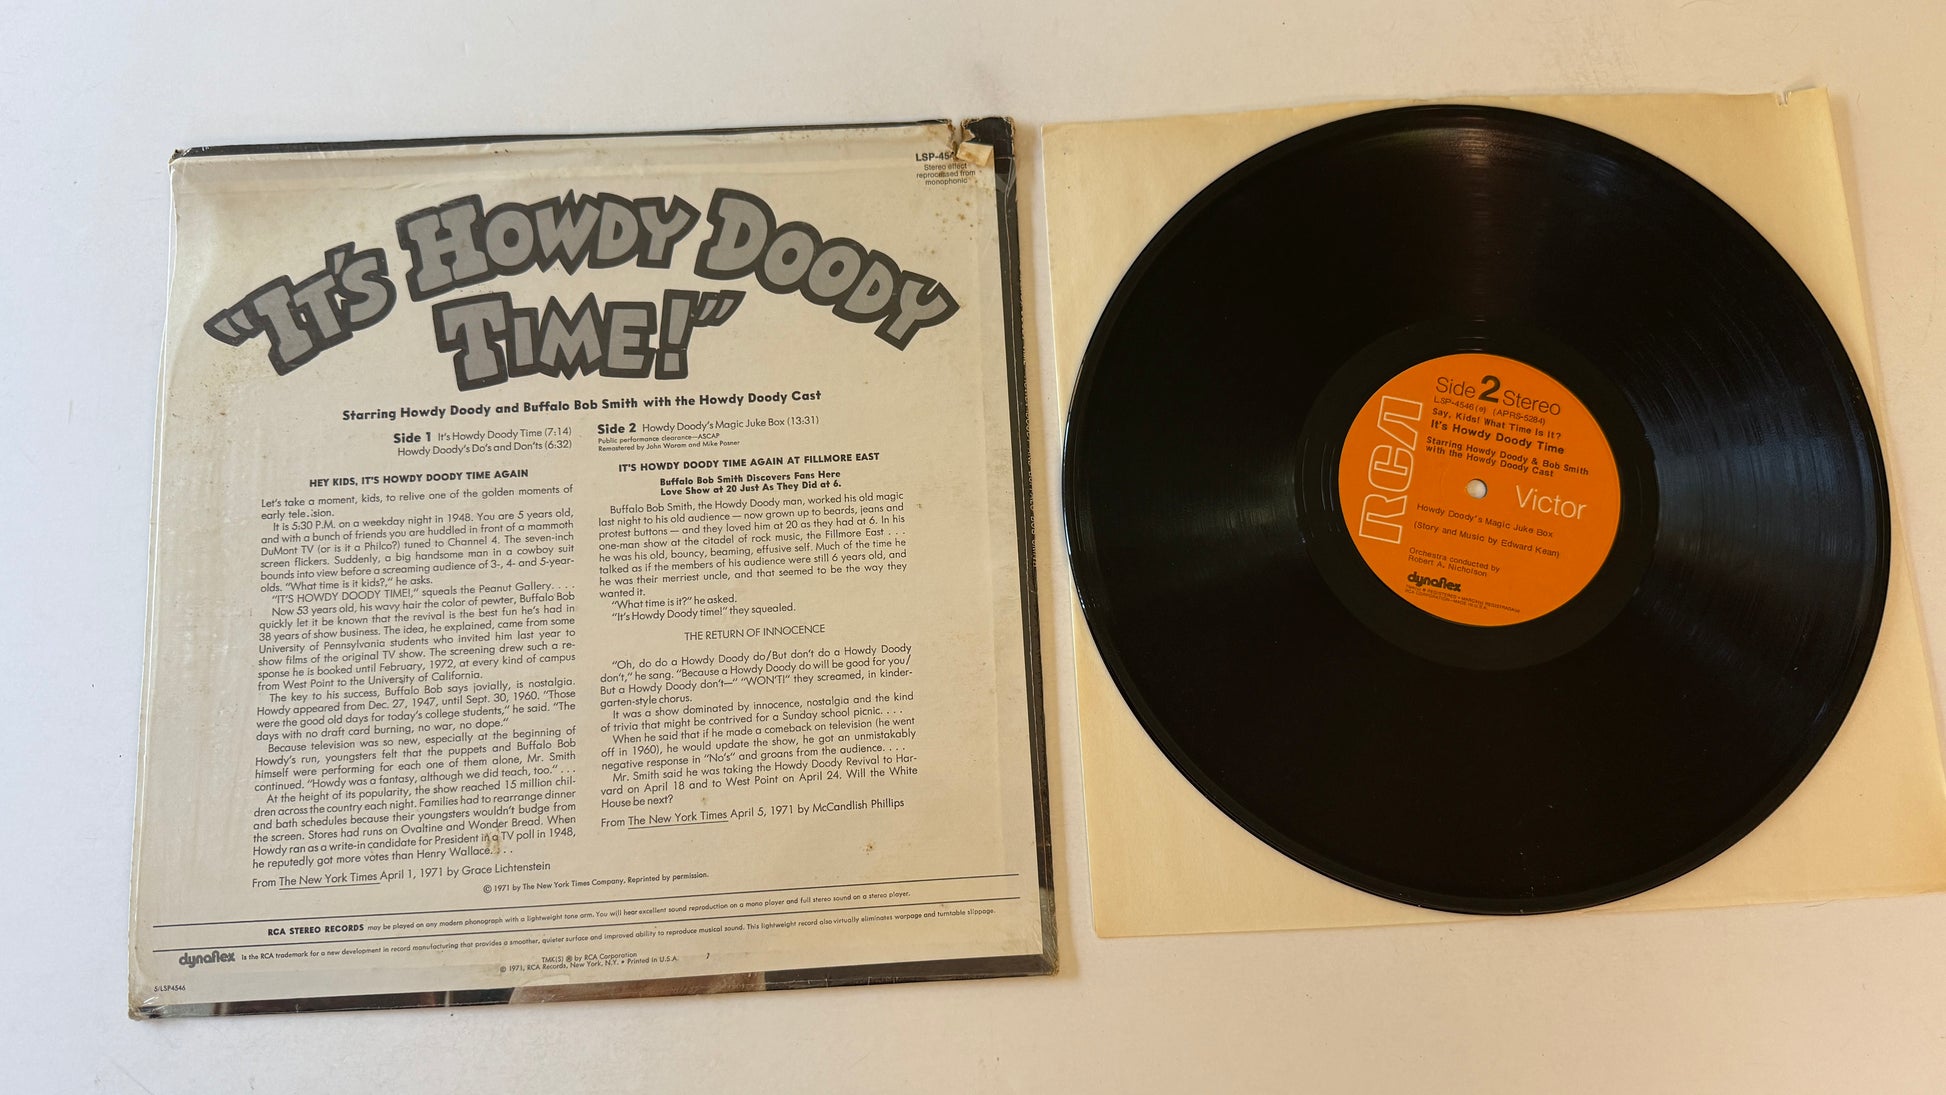 LSP-454
Stereo effect
reprocessed from
monophonic
"IT'S HOWDY DOODY
TIME!"
Starring Howdy Doody and Buffalo Bob Smith with the Howdy Doody Cast
Side 1 It's Howdy Doody Time (7:14)
Howdy Doody's Do's and Don'ts (6:32)
Side 2 Howdy Doody's Magic Juke Box (13:31)
Public performance clearance—ASCAP
Remastered by John Woram and Mike Posner
HEY KIDS, IT'S HOWDY DOODY TIME AGAIN
Let's take a moment, kids, to relive one of the golden moments of
early television.
It is 5:30 P.M. on a weekday night in 1948. You are 5 years old,
and with a bunch of friends you are huddled in front of a mammoth
DuMont TV (or is it a Philco?) tuned to Channel 4. The seven-inch
screen flickers. Suddenly, a big handsome man in a cowboy suit
bounds into view before a screaming audience of 3-, 4- and 5-year-
olds. "What time is it kids?," he asks.
"IT'S HOWDY DOODY TIME!," squeals the Peanut Gallery. . . .
Now 53 years old, his wavy hair the color of pewter, Buffalo Bob
quickly let it be known that the revival is the best fun he's had in
38 years of show business. The idea, he explained, came from some
University of Pennsylvania students who invited him last year to
show films of the original TV show. The screening drew such a re-
sponse he is booked until February, 1972, at every kind of campus
from West Point to the University of California.
The key to his success, Buffalo Bob says jovially, is nostalgia.
Howdy appeared from Dec. 27, 1947, until Sept. 30, 1960. "Those
were the good old days for today's college students," he said. "The
days with no draft card burning, no war, no dope."
Because television was so new, especially at the beginning of
Howdy's run, youngsters felt that the puppets and Buffalo Bob
himself were performing for each one of them alone, Mr. Smith
continued. "Howdy was a fantasy, although we did teach, too." . . .
At the height of its popularity, the show reached 15 million chil-
dren across the country each night. Families had to rearrange dinner
and bath schedules because their youngsters wouldn't budge from
the screen. Stores had runs on Ovaltine and Wonder Bread. When
Howdy ran as a write-in candidate for President in a TV poll in 1948,
he reputedly got more votes than Henry Wallace. . . .
From The New York Times April 1, 1971 by Grace Lichtenstein
IT'S HOWDY DOODY TIME AGAIN AT FILLMORE EAST
Buffalo Bob Smith Discovers Fans Here
Love Show at 20 Just As They Did at 6.
Buffalo Bob Smith, the Howdy Doody man, worked his old magic
last night to his old audience — now grown up to beards, jeans and
protest buttons — and they loved him at 20 as they had at 6. In his
one-man show at the citadel of rock music, the Fillmore East . . .
he was his old, bouncy, beaming, effusive self. Much of the time he
talked as if the members of his audience were still 6 years old, and
he was their merriest uncle, and that seemed to be the way they
wanted it.
"What time is it?" he asked.
"It's Howdy Doody time!" they squealed.
THE RETURN OF INNOCENCE
"Oh, do do a Howdy Doody do/But don't do a Howdy Doody
don't," he sang. "Because a Howdy Doody do will be good for you/
But a Howdy Doody don't—" "WON'T!" they screamed, in kinder-
garten-style chorus.
It was a show dominated by innocence, nostalgia and the kind
of trivia that might be contrived for a Sunday school picnic. . . .
When he said that if he made a comeback on television (he went
off in 1960), he would update the show, he got an unmistakably
negative response in "No's" and groans from the audience. . . .
Mr. Smith said he was taking the Howdy Doody Revival to Har-
vard on April 18 and to West Point on April 24. Will the White
House be next?
From The New York Times April 5, 1971 by McCandlish Phillips
© 1971 by The New York Times Company. Reprinted by permission.
RCA STEREO RECORDS may be played on any modern phonograph with a lightweight tone arm. You will hear excellent sound reproduction on a mono player and full stereo sound on a stereo player.
dynaflex is the RCA trademark for a new development in record manufacturing that provides a smoother, quieter surface and improved ability to reproduce musical sound. This lightweight record also virtually eliminates warpage and turntable slippage.
TMK(S) ® by RCA Corporation
© 1971, RCA Records, New York, N.Y. • Printed in U.S.A.
7
5/LSP4546
Side 2 Stereo
LSP-4546(e) (APRS-5284)
Say, Kids! What Time Is It?
It's Howdy Doody Time
Starring Howdy Doody & Bob Smith
with the Howdy Doody Cast
RCA
Victor
Howdy Doody's Magic Juke Box
(Story and Music by Edward Kean)
Orchestra conducted by
Robert A. Nicholson
dynaflex
TMK(S) ® REGISTERED • MARCA(S) REGISTRADA(S)
RCA CORPORATION—MADE IN U.S.A.